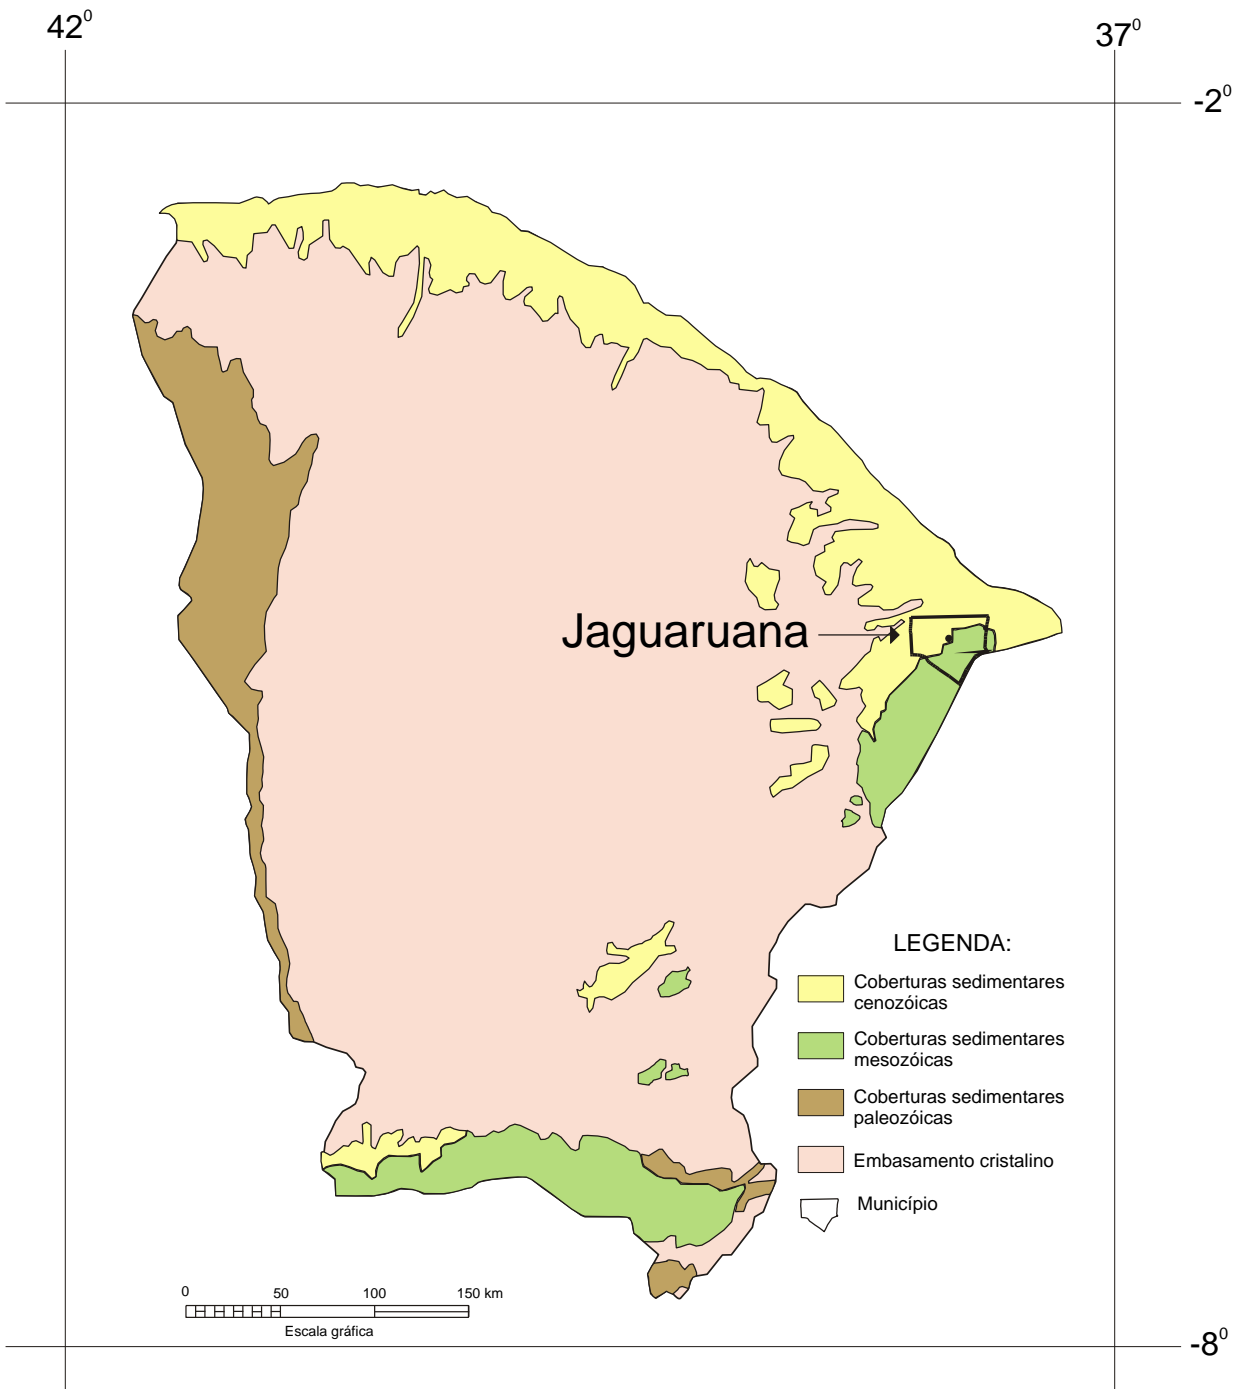 42⁰
37⁰
-2⁰
Jaguaruana
LEGENDA:
Coberturas sedimentares
cenozóicas
Coberturas sedimentares
mesozóicas
Coberturas sedimentares
paleozóicas
Embasamento cristalino
Município
0 50 100 150 km
Escala gráfica
-8⁰